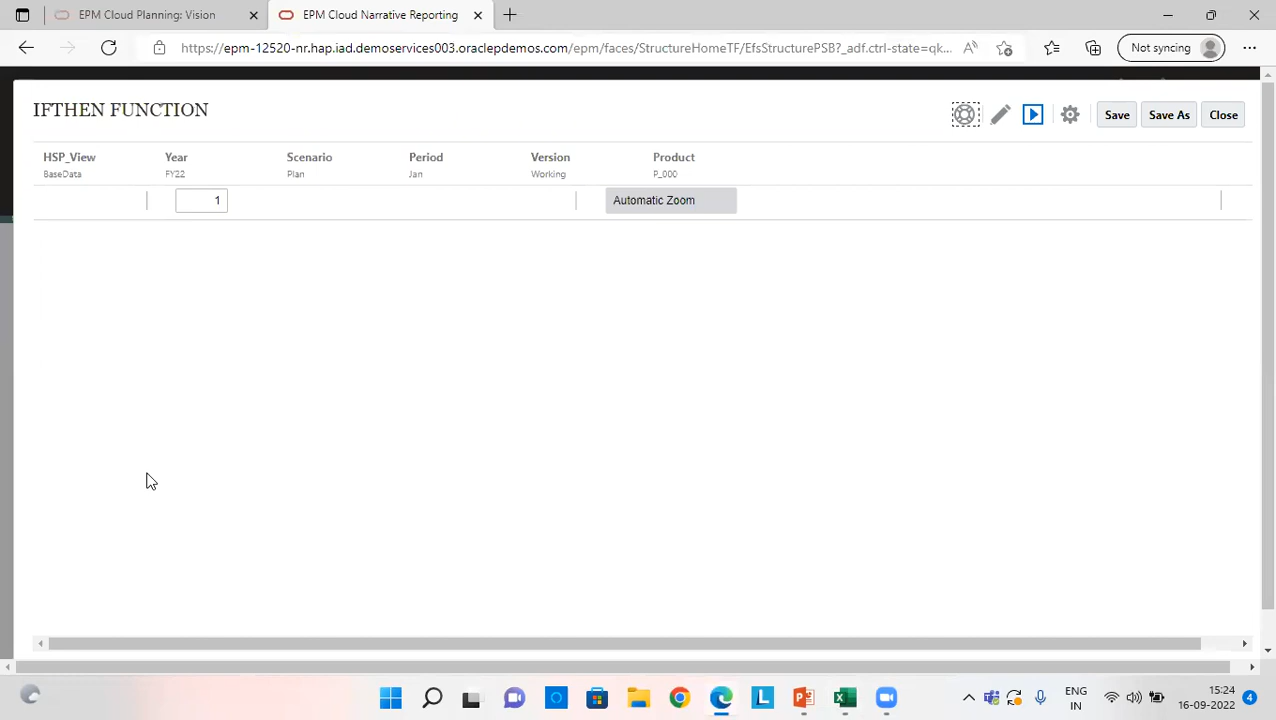 EPM Cloud Planning: Vision
EPM Cloud Narrative Reporting
https://epm-12520-nr.hap.iad.demoservices003.oraclepdemos.com/epm/faces/StructureHomeTF/EfsStructurePSB?_adf.ctrl-state=qk...
Not syncing
IFTHEN FUNCTION
Save
Save As
Close
HSP_View
Year
Scenario
Period
Version
Product
BaseData
FY22
Plan
Jan
Working
P_000
1
Automatic Zoom
ENG
IN
15:24
16-09-2022
4